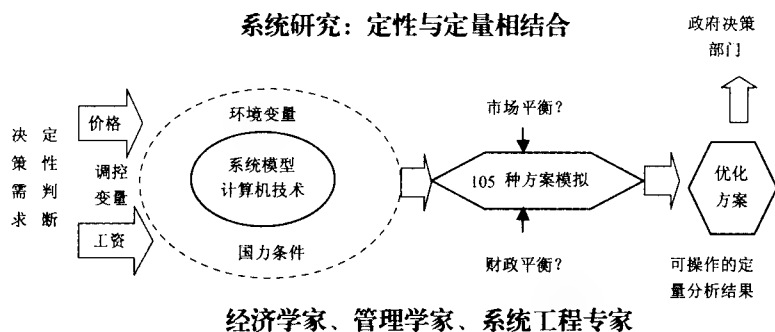 系统研究：定性与定量相结合
政府决策
部门
决策需求
定性判断
价格
调控
变量
工资
环境变量
系统模型
计算机技术
国力条件
市场平衡？
105 种方案模拟
财政平衡？
优化
方案
可操作的定
量分析结果
经济学家、管理学家、系统工程专家